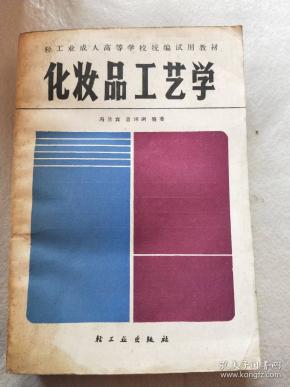 轻工业成人高等学校统编试用教材
化妆品工艺学
编著
轻工业出版社